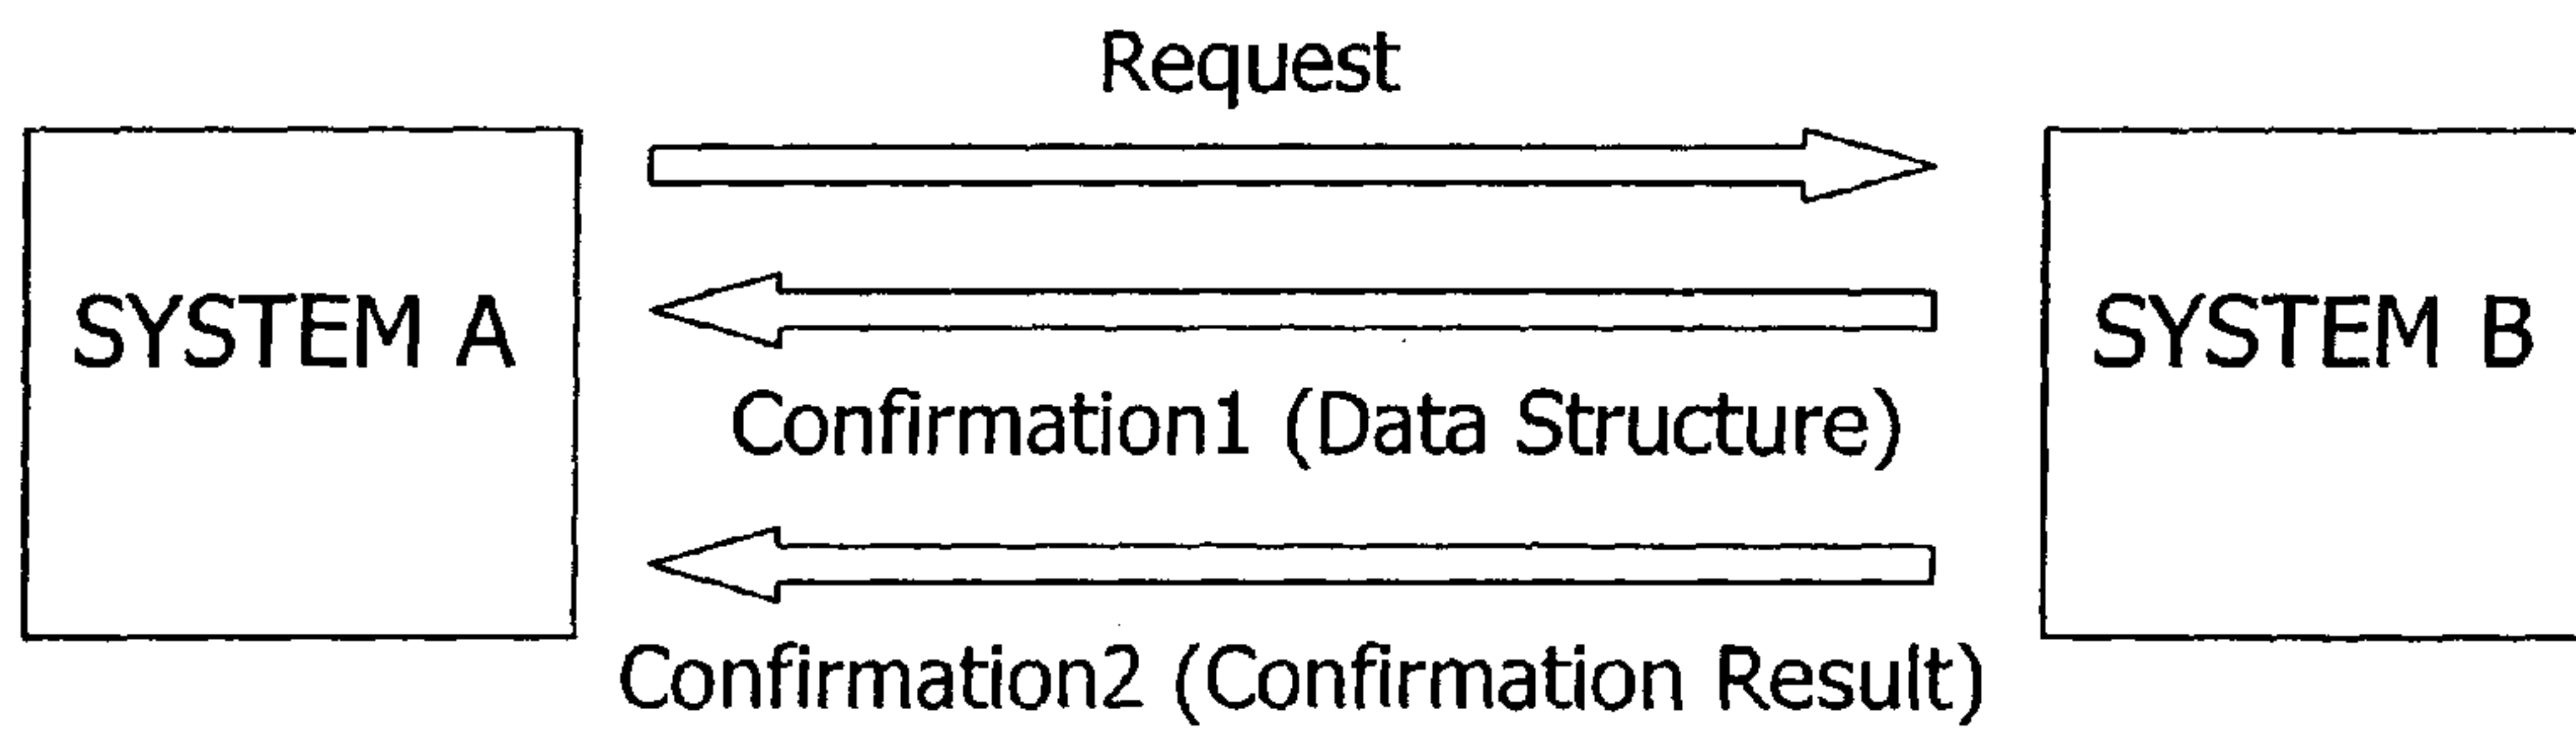 Request
SYSTEM A
SYSTEM B
Confirmation1 (Data Structure)
Confirmation2 (Confirmation Result)